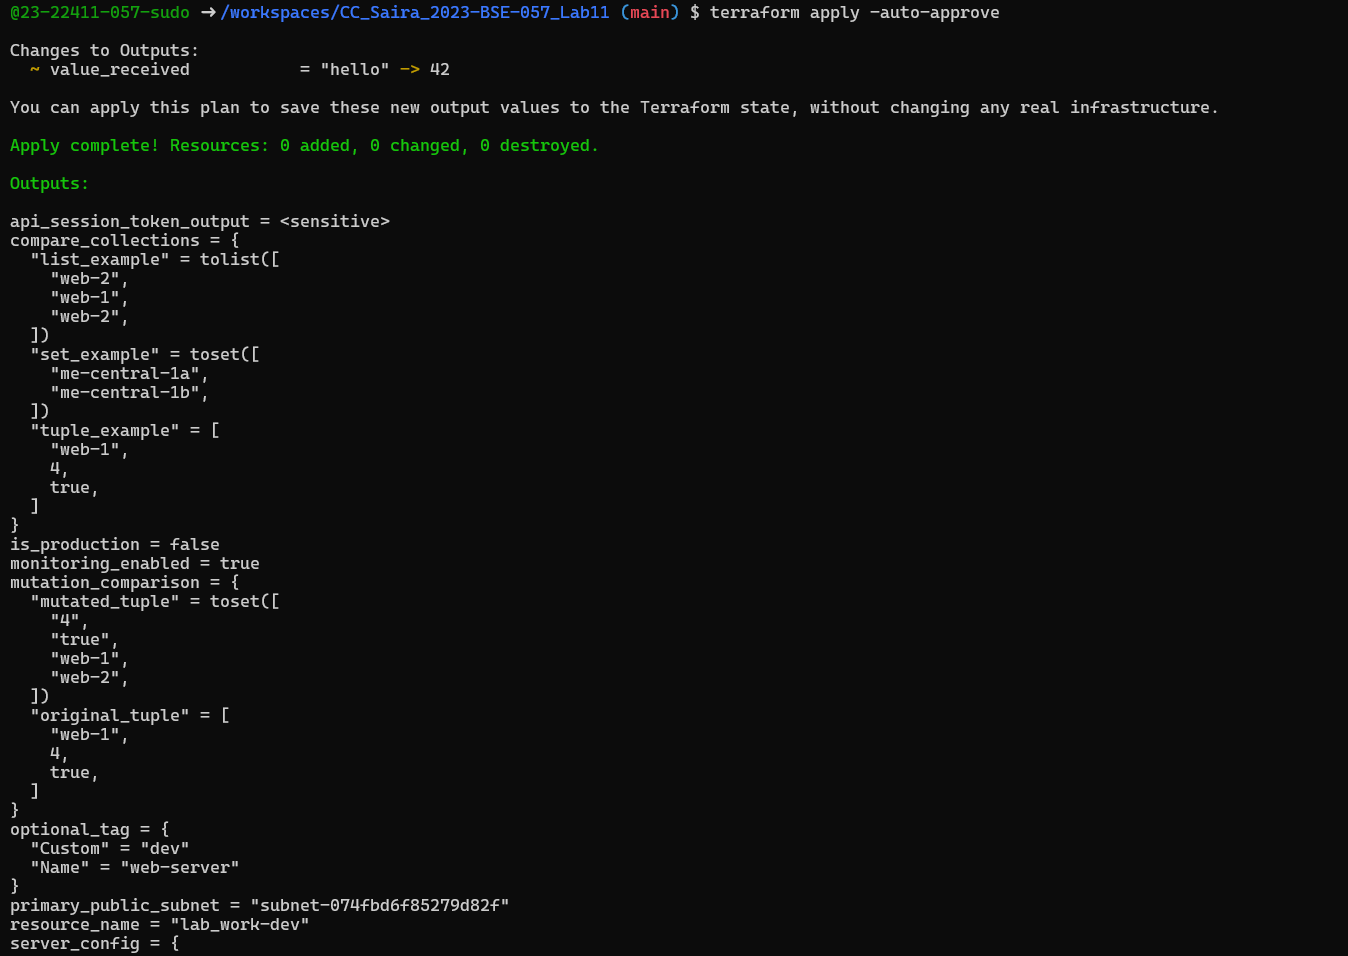 @23-22411-057-sudo → /workspaces/CC_Saira_2023-BSE-057_Lab11 (main) $ terraform apply -auto-approve
Changes to Outputs:
  ~ value_received           = "hello" -> 42
You can apply this plan to save these new output values to the Terraform state, without changing any real infrastructure.
Apply complete! Resources: 0 added, 0 changed, 0 destroyed.
Outputs:
api_session_token_output = <sensitive>
compare_collections = {
  "list_example" = tolist([
    "web-2",
    "web-1",
    "web-2",
  ])
  "set_example" = toset([
    "me-central-1a",
    "me-central-1b",
  ])
  "tuple_example" = [
    "web-1",
    4,
    true,
  ]
}
is_production = false
monitoring_enabled = true
mutation_comparison = {
  "mutated_tuple" = toset([
    "4",
    "true",
    "web-1",
    "web-2",
  ])
  "original_tuple" = [
    "web-1",
    4,
    true,
  ]
}
optional_tag = {
  "Custom" = "dev"
  "Name" = "web-server"
}
primary_public_subnet = "subnet-074fbd6f85279d82f"
resource_name = "lab_work-dev"
server_config = {